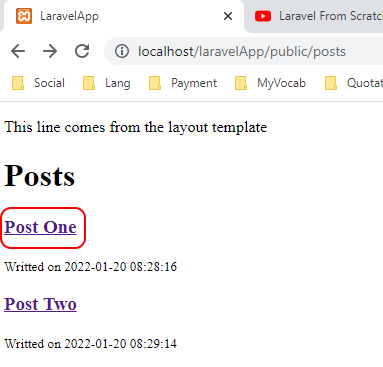 LaravelApp
Laravel From Scratch
localhost/laravelApp/public/posts
Social Lang Payment MyVocab Quotat
This line comes from the layout template
Posts
Post One
Writted on 2022-01-20 08:28:16
Post Two
Writted on 2022-01-20 08:29:14